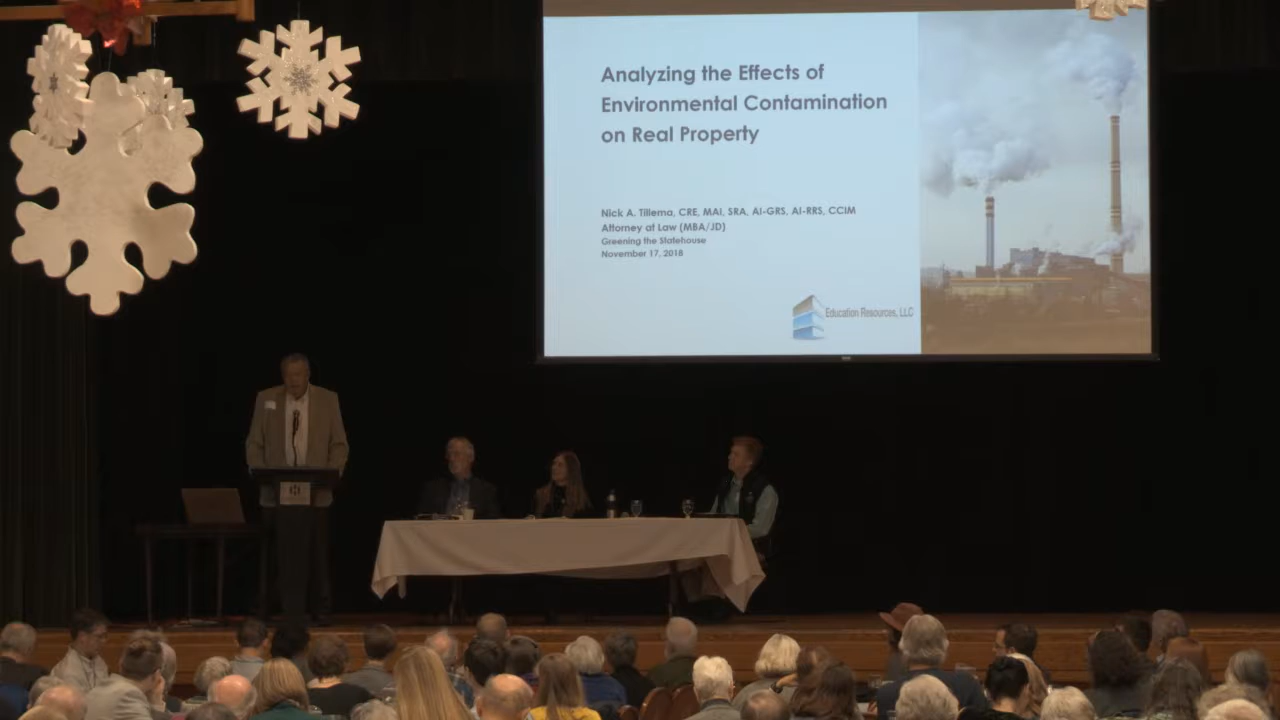 Analyzing the Effects of
Environmental Contamination
on Real Property
Nick A. Tillema, CRE, MAI, SRA, AI-GRS, AI-RRS, CCIM
Attorney at Law (MBA/JD)
Greening the Statehouse
November 17, 2018
Education Resources, LLC